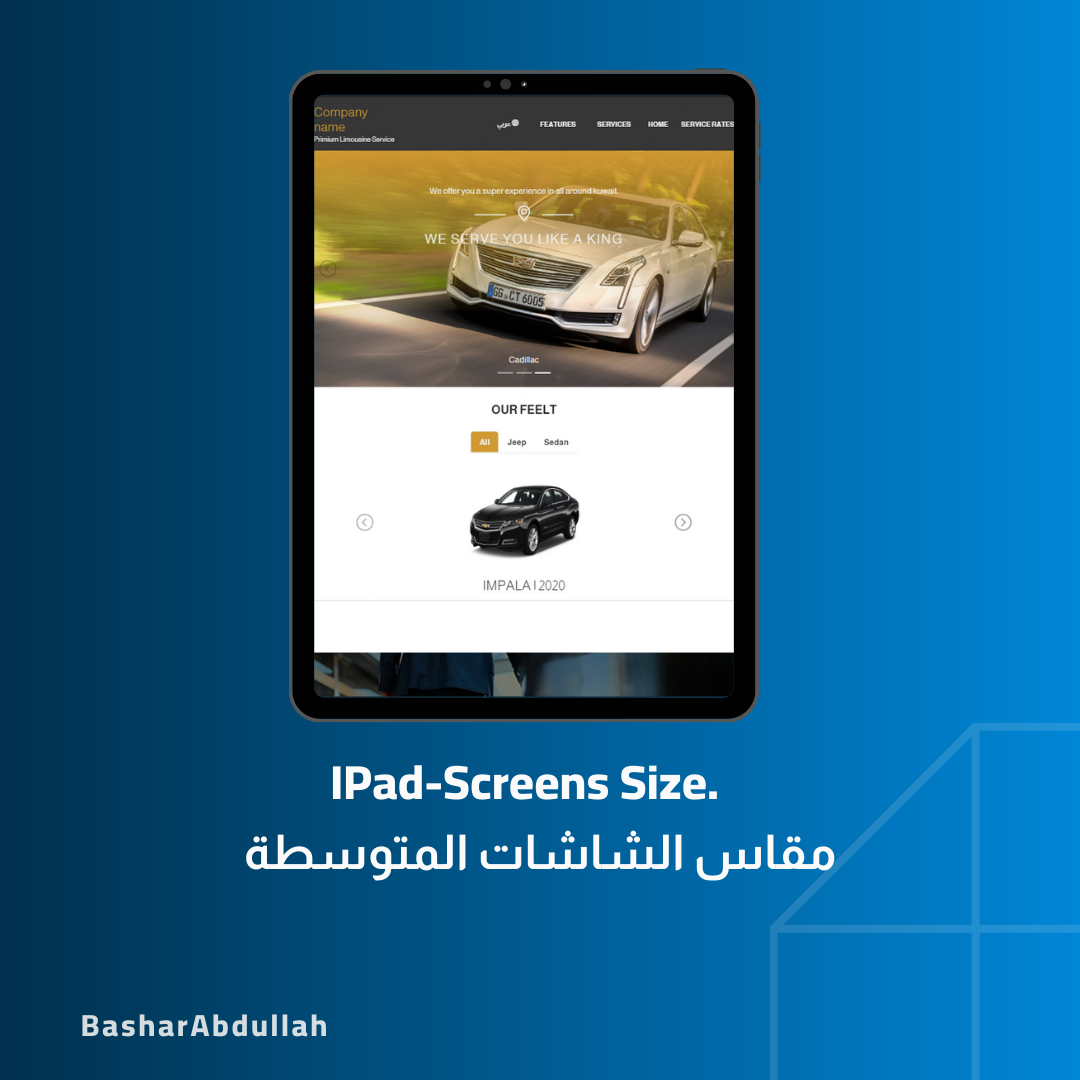 Company
name
Primium Limousine Service
عربي
FEATURES
SERVICES
HOME
SERVICE RATES
We offer you a super experience in all around kuwait.
WE SERVE YOU LIKE A KING
GG CT 6005
Cadillac
OUR FEELT
All
Jeep
Sedan
IMPALA | 2020
IPad-Screens Size.
مقاس الشاشات المتوسطة
BasharAbdullah